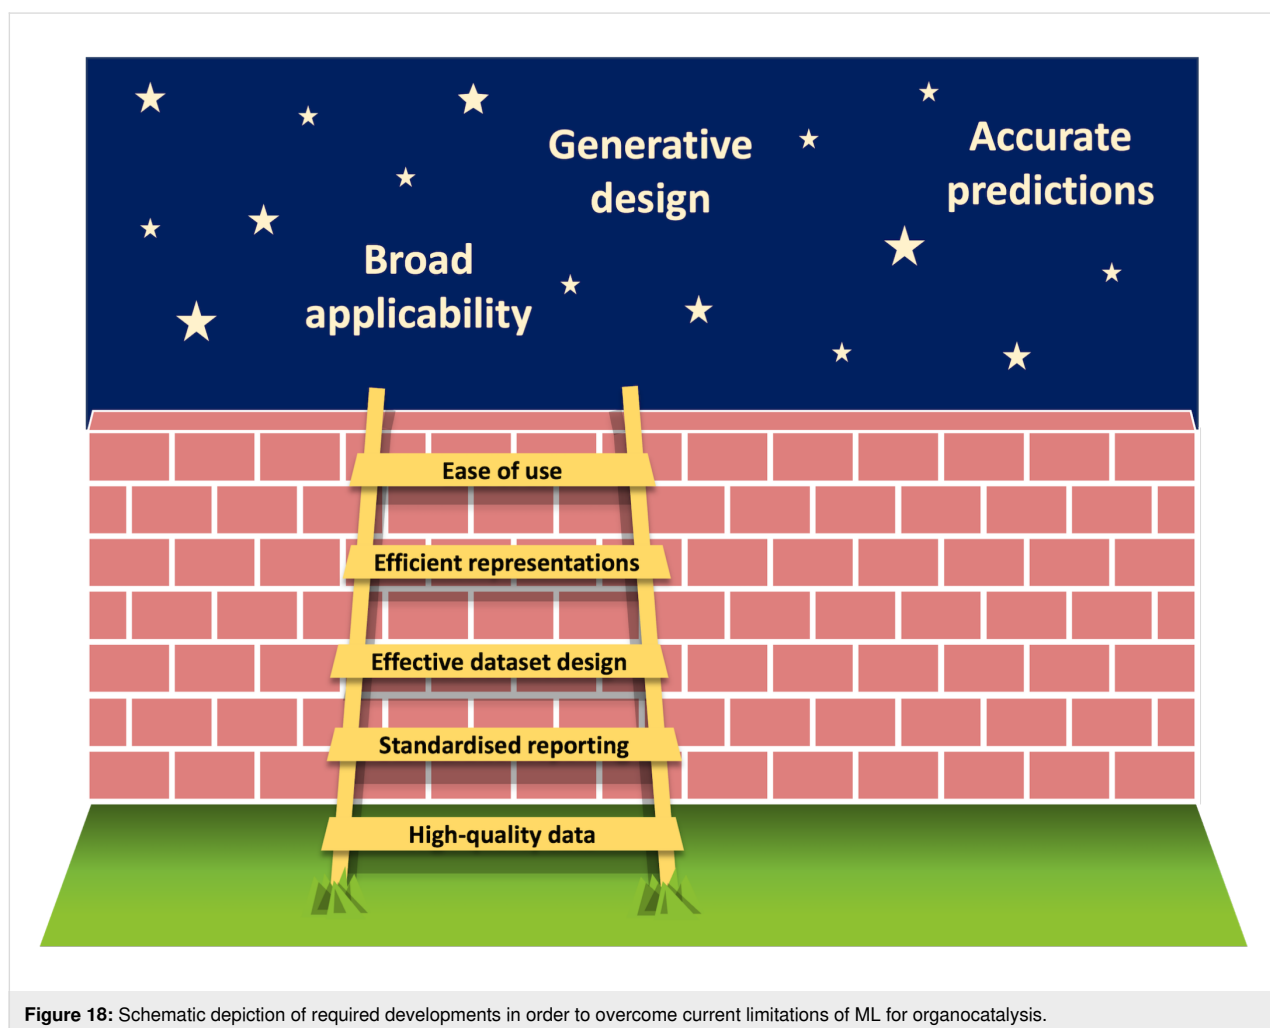 Generative
design
Accurate
predictions
Broad
applicability
Ease of use
Efficient representations
Effective dataset design
Standardised reporting
High-quality data
Figure 18: Schematic depiction of required developments in order to overcome current limitations of ML for organocatalysis.